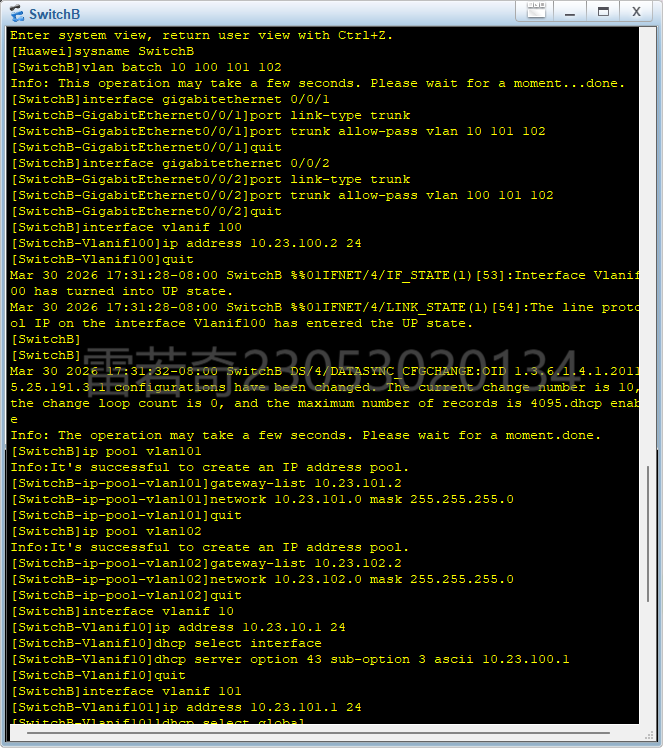 SwitchB
Enter system view, return user view with Ctrl+Z.
[Huawei]sysname SwitchB
[SwitchB]vlan batch 10 100 101 102
Info: This operation may take a few seconds. Please wait for a moment...done.
[SwitchB]interface gigabitethernet 0/0/1
[SwitchB-GigabitEthernet0/0/1]port link-type trunk
[SwitchB-GigabitEthernet0/0/1]port trunk allow-pass vlan 10 101 102
[SwitchB-GigabitEthernet0/0/1]quit
[SwitchB]interface gigabitethernet 0/0/2
[SwitchB-GigabitEthernet0/0/2]port link-type trunk
[SwitchB-GigabitEthernet0/0/2]port trunk allow-pass vlan 100 101 102
[SwitchB-GigabitEthernet0/0/2]quit
[SwitchB]interface vlanif 100
[SwitchB-Vlanif100]ip address 10.23.100.2 24
[SwitchB-Vlanif100]quit
Mar 30 2026 17:31:28-08:00 SwitchB %%01IFNET/4/IF_STATE(l)[53]:Interface Vlanif
00 has turned into UP state.
Mar 30 2026 17:31:28-08:00 SwitchB %%01IFNET/4/LINK_STATE(l)[54]:The line proto
ol IP on the interface Vlanif100 has entered the UP state.
[SwitchB]
[SwitchB]
雷若奇23053020134
Mar 30 2026 17:31:32-08:00 SwitchB DS/4/DATASYNC_CFGCHANGE:OID 1.3.6.1.4.1.2011
5.25.191.3.1 configurations have been changed. The current change number is 10,
the change loop count is 0, and the maximum number of records is 4095.dhcp enab
e
Info: The operation may take a few seconds. Please wait for a moment.done.
[SwitchB]ip pool vlan101
Info:It's successful to create an IP address pool.
[SwitchB-ip-pool-vlan101]gateway-list 10.23.101.2
[SwitchB-ip-pool-vlan101]network 10.23.101.0 mask 255.255.255.0
[SwitchB-ip-pool-vlan101]quit
[SwitchB]ip pool vlan102
Info:It's successful to create an IP address pool.
[SwitchB-ip-pool-vlan102]gateway-list 10.23.102.2
[SwitchB-ip-pool-vlan102]network 10.23.102.0 mask 255.255.255.0
[SwitchB-ip-pool-vlan102]quit
[SwitchB]interface vlanif 10
[SwitchB-Vlanif10]ip address 10.23.10.1 24
[SwitchB-Vlanif10]dhcp select interface
[SwitchB-Vlanif10]dhcp server option 43 sub-option 3 ascii 10.23.100.1
[SwitchB-Vlanif10]quit
[SwitchB]interface vlanif 101
[SwitchB-Vlanif101]ip address 10.23.101.1 24
[SwitchB-Vlanif101]dhcp select global